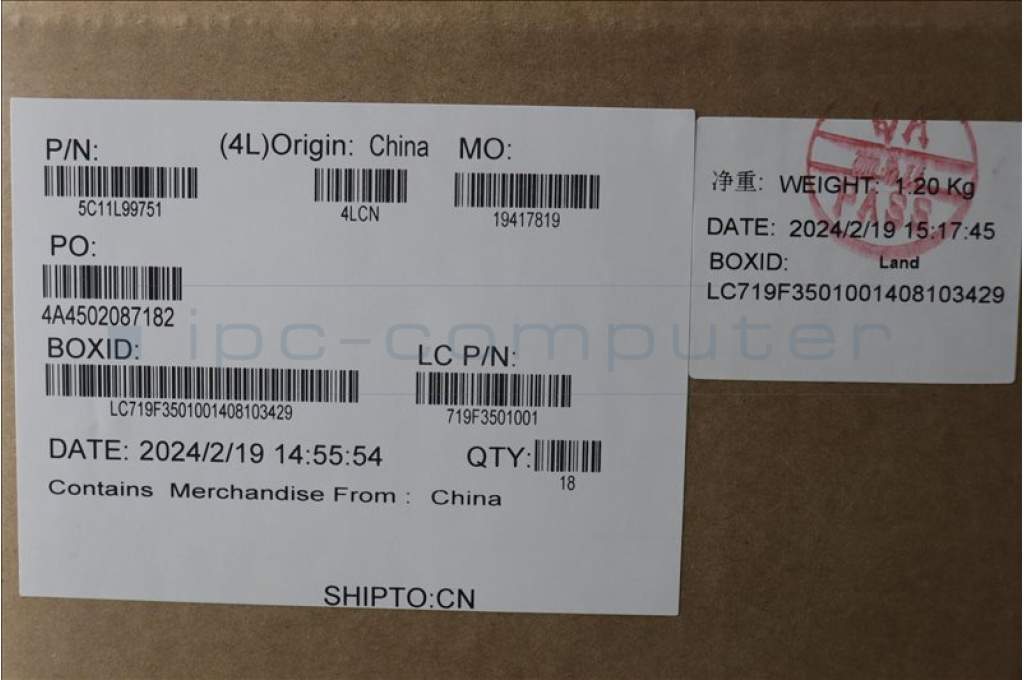 P/N:
5C11L99751
(4L)Origin: China
4LCN
MO:
19417819
PO:
4A4502087182
BOXID:
LC719F3501001408103429
LC P/N:
719F3501001
DATE: 2024/2/19 14:55:54
QTY:
18
Contains Merchandise From : China
SHIPTO:CN
QA
PASS
净重: WEIGHT: 1.20 Kg
DATE: 2024/2/19 15:17:45
BOXID: Land
LC719F3501001408103429
ipc-computer